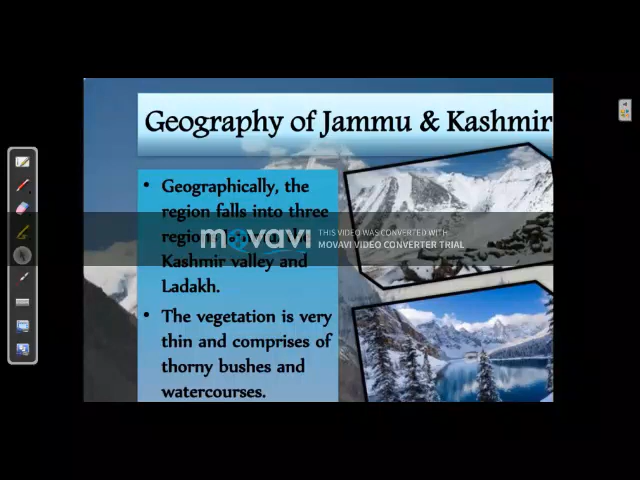 Geography of Jammu & Kashmir
• Geographically, the
region falls into three
movavi
THIS VIDEO WAS CONVERTED WITH
MOVAVI VIDEO CONVERTER TRIAL
Kashmir valley and
Ladakh.
• The vegetation is very
thin and comprises of
thorny bushes and
watercourses.